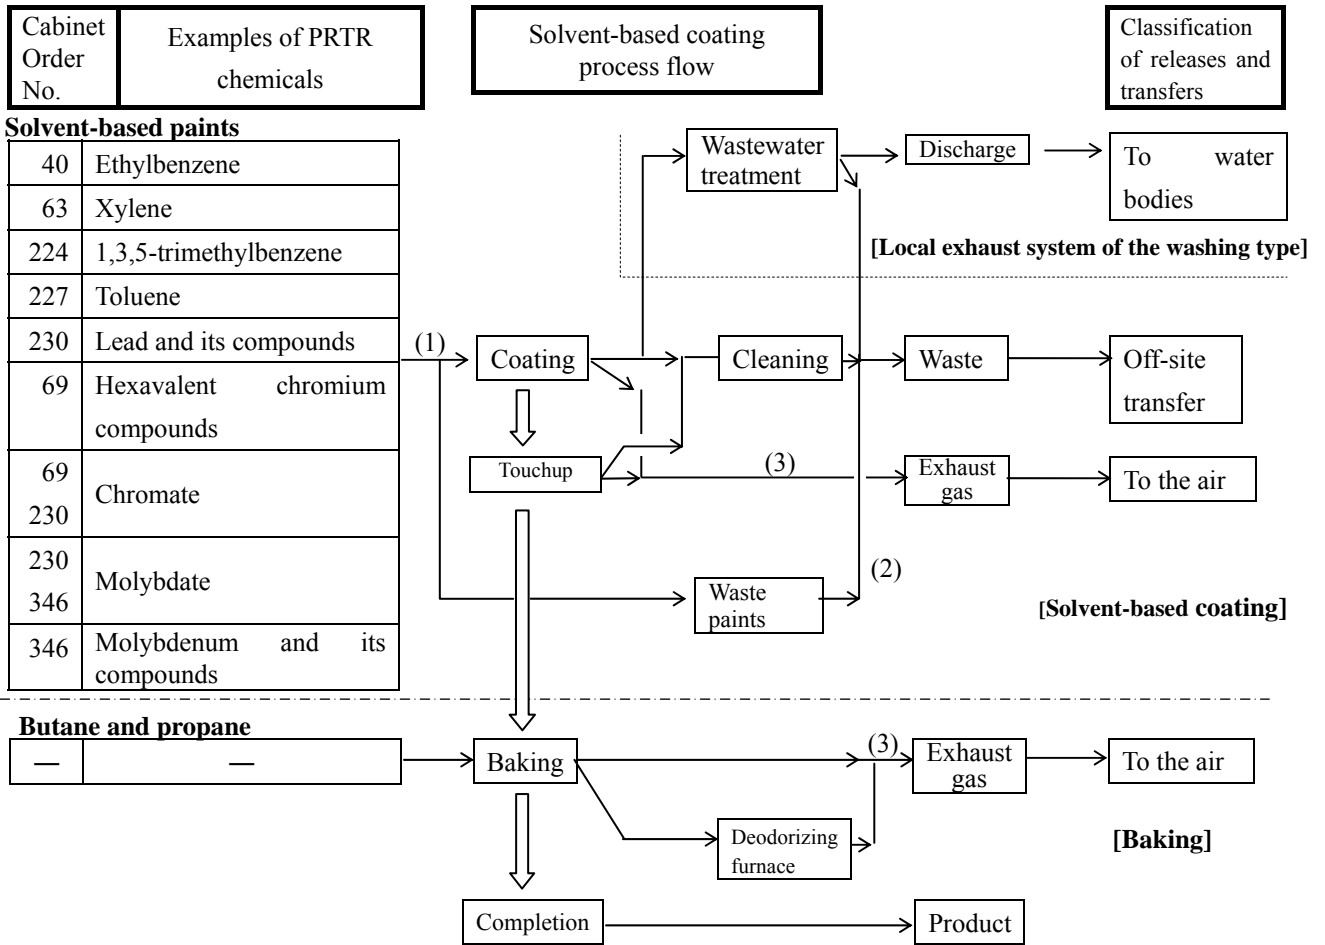 Cabinet
Order
No.
Examples of PRTR
chemicals
Solvent-based coating
process flow
Classification
of releases and
transfers
Solvent-based paints
40 Ethylbenzene
63 Xylene
224 1,3,5-trimethylbenzene
227 Toluene
230 Lead and its compounds
69 Hexavalent chromium
compounds
69
230
Chromate
230
346
Molybdate
346 Molybdenum and its
compounds
Wastewater
treatment
Discharge
To water
bodies
[Local exhaust system of the washing type]
(1)
Coating
Cleaning
Waste
Off-site
transfer
Touchup
(3)
Exhaust
gas
To the air
(2)
Waste
paints
[Solvent-based coating]
Butane and propane
— —
Baking
(3)
Exhaust
gas
To the air
Deodorizing
furnace
[Baking]
Completion
Product